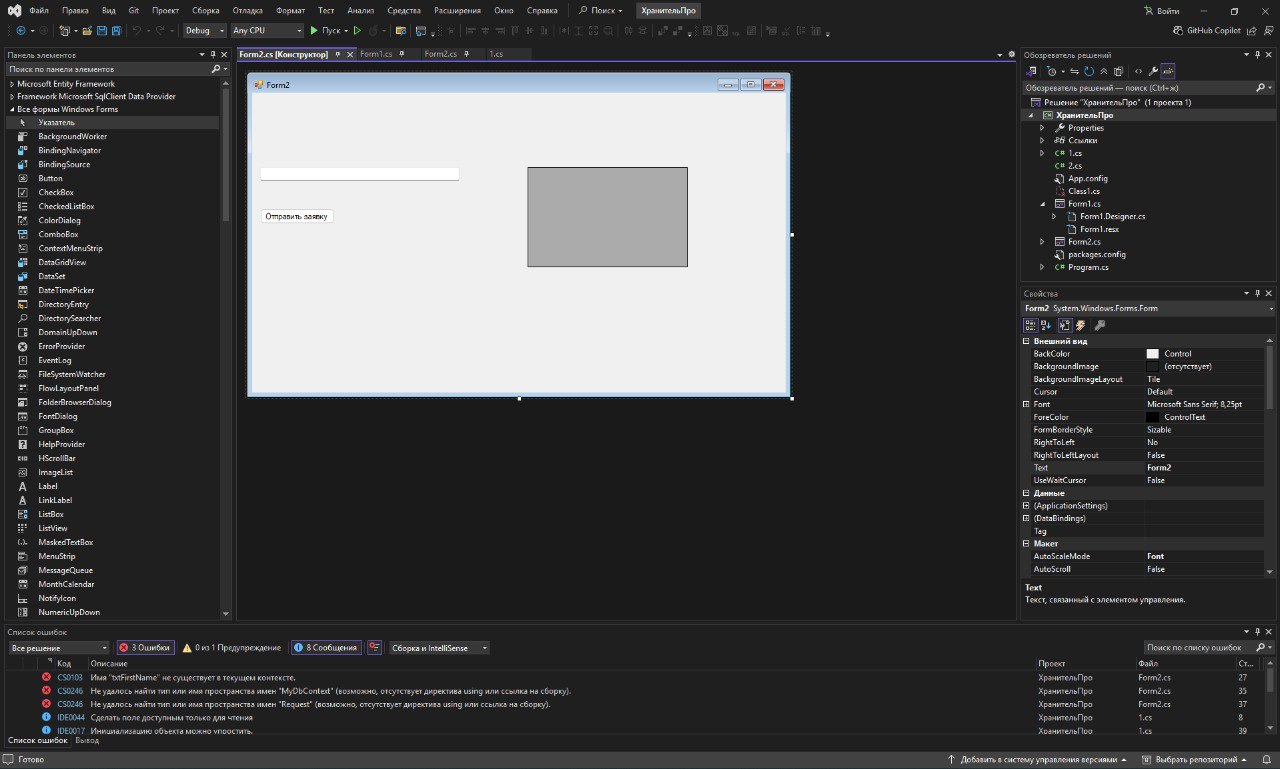 Файл Правка Вид Git Проект Сборка Отладка Формат Тест Анализ Средства Расширения Окно Справка Поиск ХранительПро Войти
Debug Any CPU Пуск GitHub Copilot
Панель элементов
Поиск по панели элементов
Microsoft Entity Framework
Framework Microsoft SqlClient Data Provider
Все формы Windows Forms
Указатель
BackgroundWorker
BindingNavigator
BindingSource
Button
CheckBox
CheckedListBox
ColorDialog
ComboBox
ContextMenuStrip
DataGridView
DataSet
DateTimePicker
DirectoryEntry
DirectorySearcher
DomainUpDown
ErrorProvider
EventLog
FileSystemWatcher
FlowLayoutPanel
FolderBrowserDialog
FontDialog
GroupBox
HelpProvider
HScrollBar
ImageList
Label
LinkLabel
ListBox
ListView
MaskedTextBox
MenuStrip
MessageQueue
MonthCalendar
NotifyIcon
NumericUpDown
Form2.cs [Конструктор] Form1.cs Form2.cs 1.cs
Form2
Отправить заявку
Обозреватель решений
Обозреватель решений — поиск (Ctrl+ж)
Решение "ХранительПро" (1 проекта 1)
ХранительПро
Properties
Ссылки
1.cs
2.cs
App.config
Class1.cs
Form1.cs
Form1.Designer.cs
Form1.resx
Form2.cs
packages.config
Program.cs
Свойства
Form2 System.Windows.Forms.Form
Внешний вид
BackColor Control
BackgroundImage (отсутствует)
BackgroundImageLayout Tile
Cursor Default
Font Microsoft Sans Serif; 8,25pt
ForeColor ControlText
FormBorderStyle Sizable
RightToLeft No
RightToLeftLayout False
Text Form2
UseWaitCursor False
Данные
(ApplicationSettings)
(DataBindings)
Tag
Макет
AutoScaleMode Font
AutoScroll False
Text
Текст, связанный с элементом управления.
Список ошибок
Все решение 3 Ошибки 0 из 1 Предупреждение 8 Сообщения Сборка и IntelliSense Поиск по списку ошибок
Код Описание Проект Файл Ст...
CS0103 Имя "txtFirstName" не существует в текущем контексте. ХранительПро Form2.cs 27
CS0246 Не удалось найти тип или имя пространства имен "MyDbContext" (возможно, отсутствует директива using или ссылка на сборку). ХранительПро Form2.cs 35
CS0246 Не удалось найти тип или имя пространства имен "Request" (возможно, отсутствует директива using или ссылка на сборку). ХранительПро Form2.cs 37
IDE0044 Сделать поле доступным только для чтения ХранительПро 1.cs 8
IDE0017 Инициализацию объекта можно упростить. ХранительПро 1.cs 39
Список ошибок Вывод
Готово Добавить в систему управления версиями Выбрать репозиторий